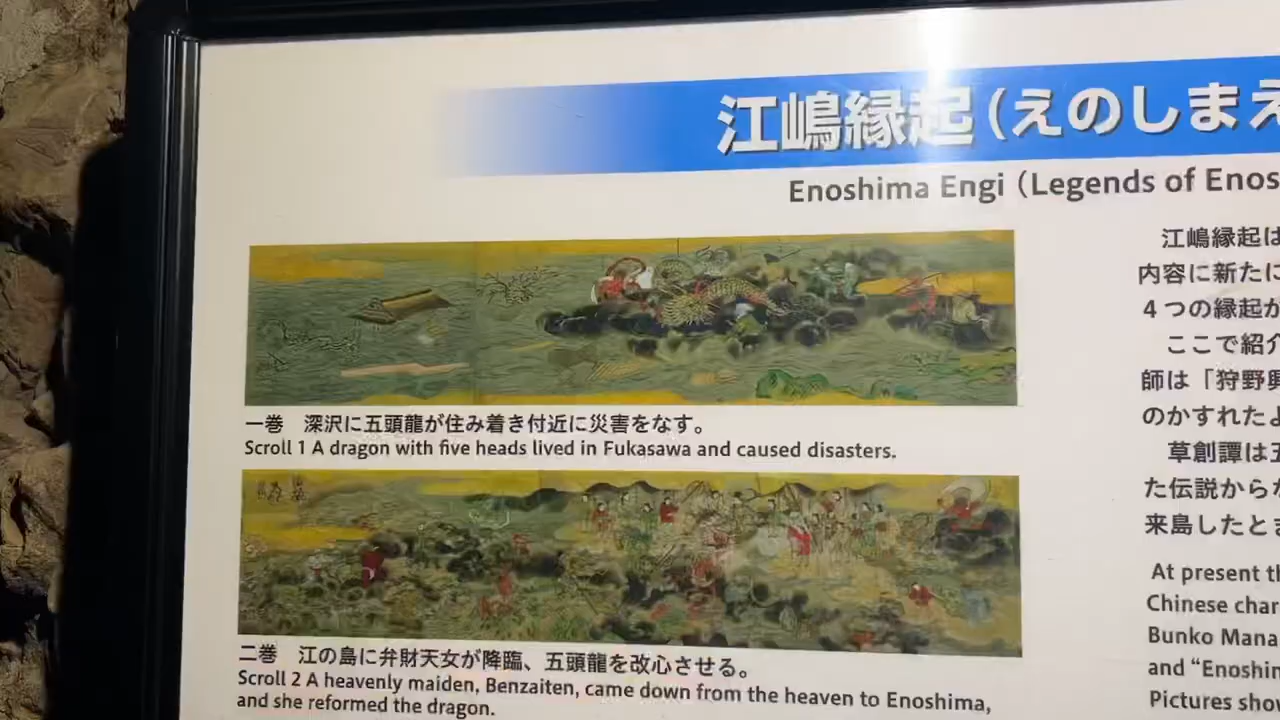 江嶋縁起(えのしまえ
Enoshima Engi (Legends of Enos
一巻　深沢に五頭龍が住み着き付近に災害をなす。
Scroll 1 A dragon with five heads lived in Fukasawa and caused disasters.
二巻　江の島に弁財天女が降臨、五頭龍を改心させる。
Scroll 2 A heavenly maiden, Benzaiten, came down from the heaven to Enoshima,
and she reformed the dragon.
江嶋縁起は
内容に新たに
４つの縁起が
ここで紹介
師は「狩野興
のかすれたよ
草創譚は五
た伝説からな
来島したとき
At present th
Chinese char
Bunko Mana
and “Enoshim
Pictures show